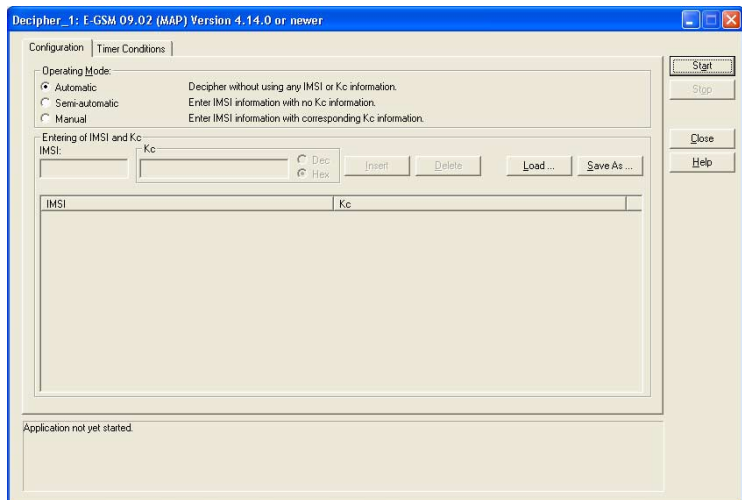 Decipher_1: E-GSM 09.02 (MAP) Version 4.14.0 or newer
Configuration Timer Conditions
Operating Mode:
Automatic Decipher without using any IMSI or Kc information.
Semi-automatic Enter IMSI information with no Kc information.
Manual Enter IMSI information with corresponding Kc information.
Entering of IMSI and Kc
IMSI: Kc
Dec
Hex
Insert Delete Load ... Save As ...
IMSI Kc
Application not yet started.
Start
Stop
Close
Help